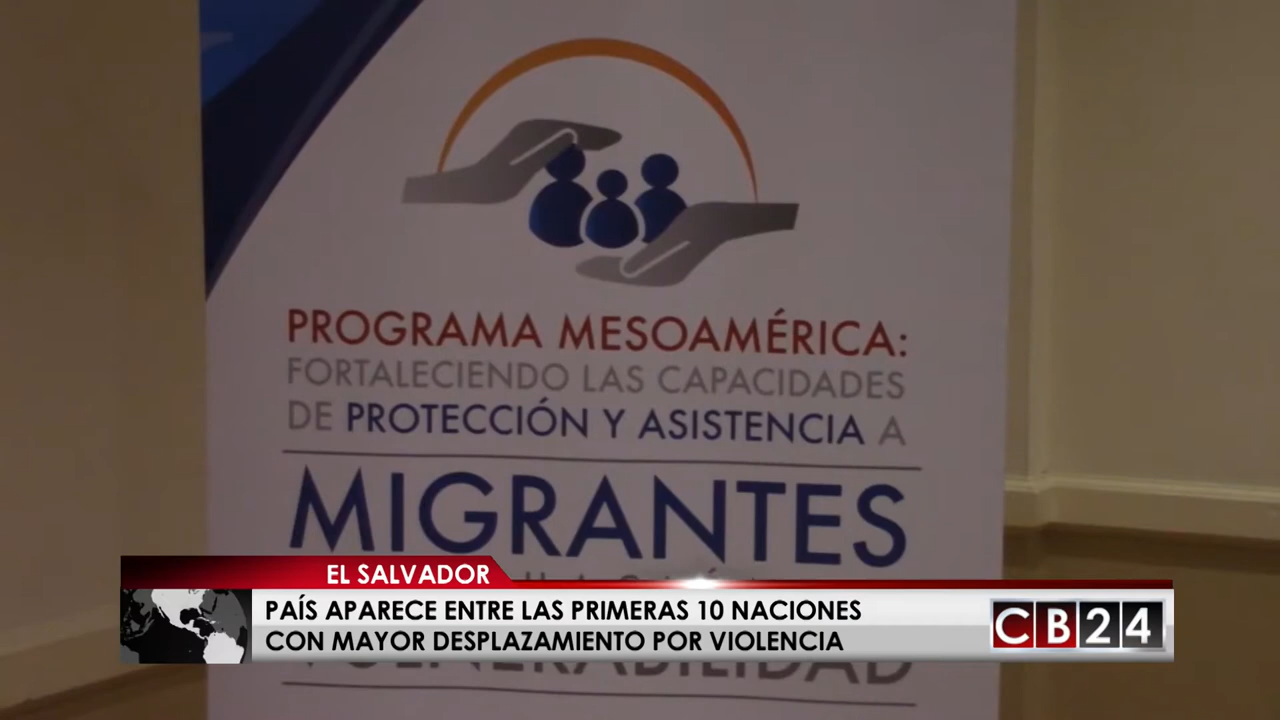 PROGRAMA MESOAMÉRICA:
FORTALECIENDO LAS CAPACIDADES
DE PROTECCIÓN Y ASISTENCIA A
MIGRANTES
VULNERABILIDAD
EL SALVADOR
PAÍS APARECE ENTRE LAS PRIMERAS 10 NACIONES
CON MAYOR DESPLAZAMIENTO POR VIOLENCIA
CB24